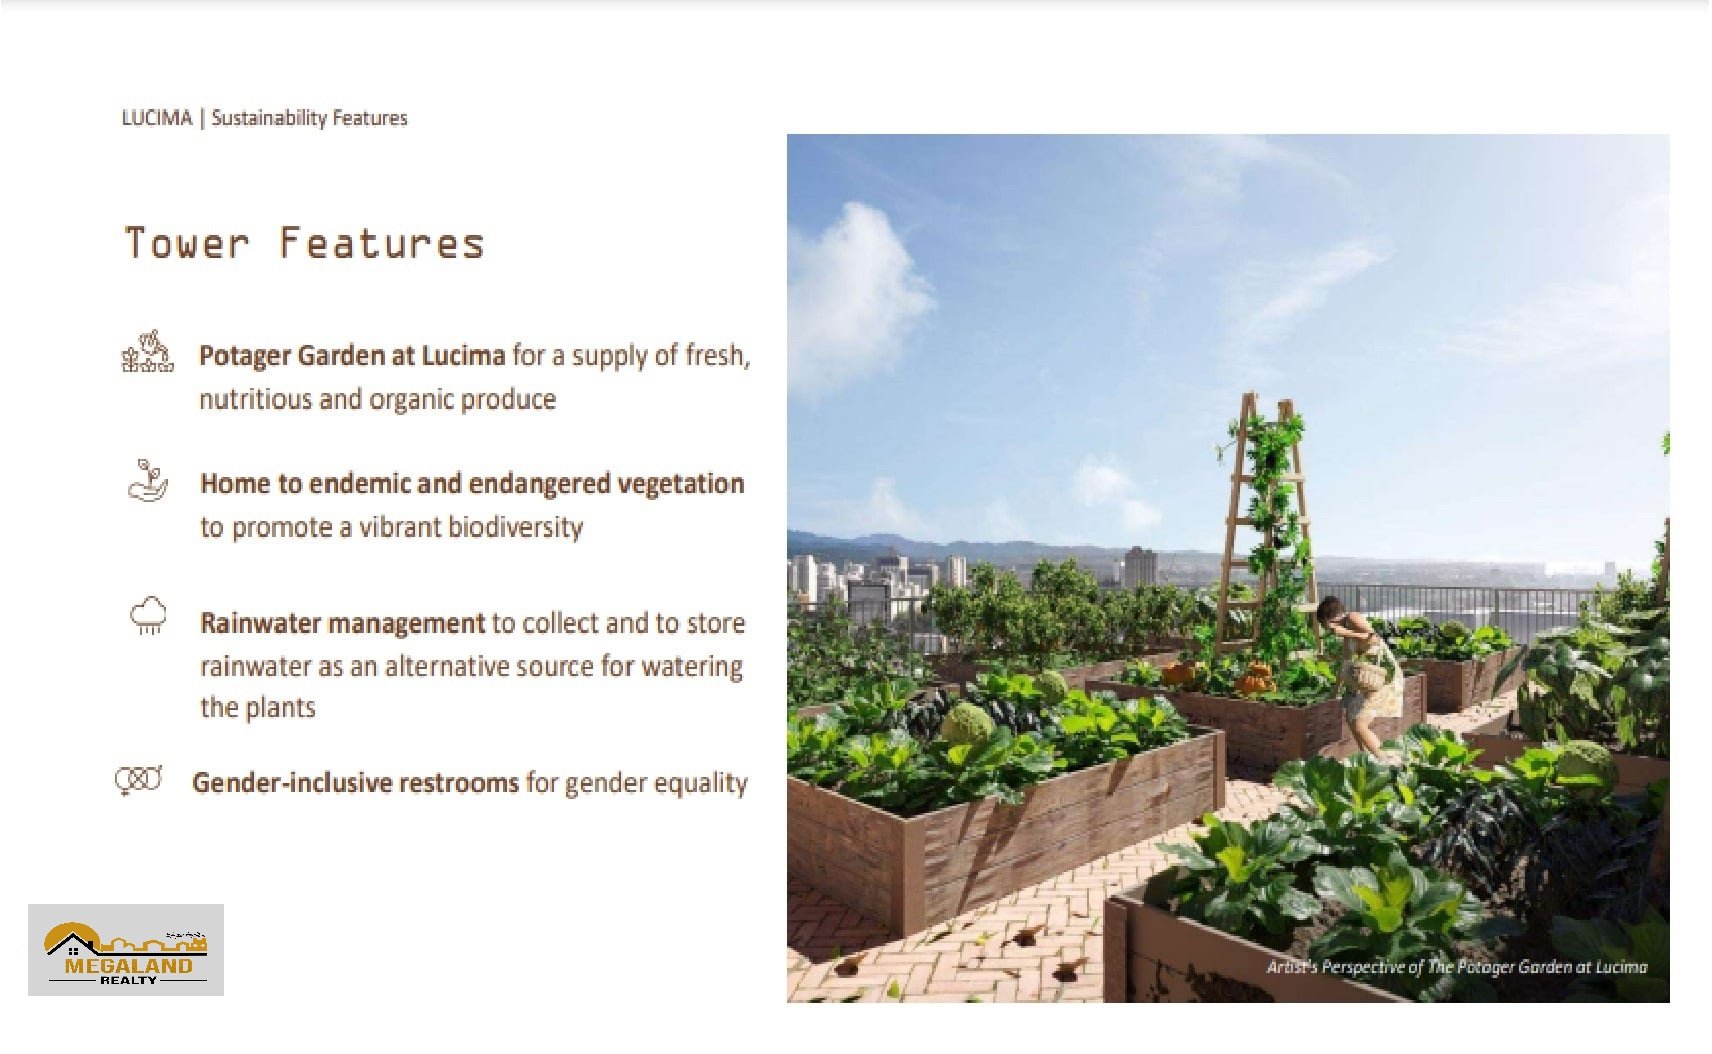 LUCIMA | Sustainability Features
Tower Features
Potager Garden at Lucima for a supply of fresh,
nutritious and organic produce
Home to endemic and endangered vegetation
to promote a vibrant biodiversity
Rainwater management to collect and to store
rainwater as an alternative source for watering
the plants
Gender-inclusive restrooms for gender equality
MEGALAND
REALTY
Artist's Perspective of The Potager Garden at Lucima